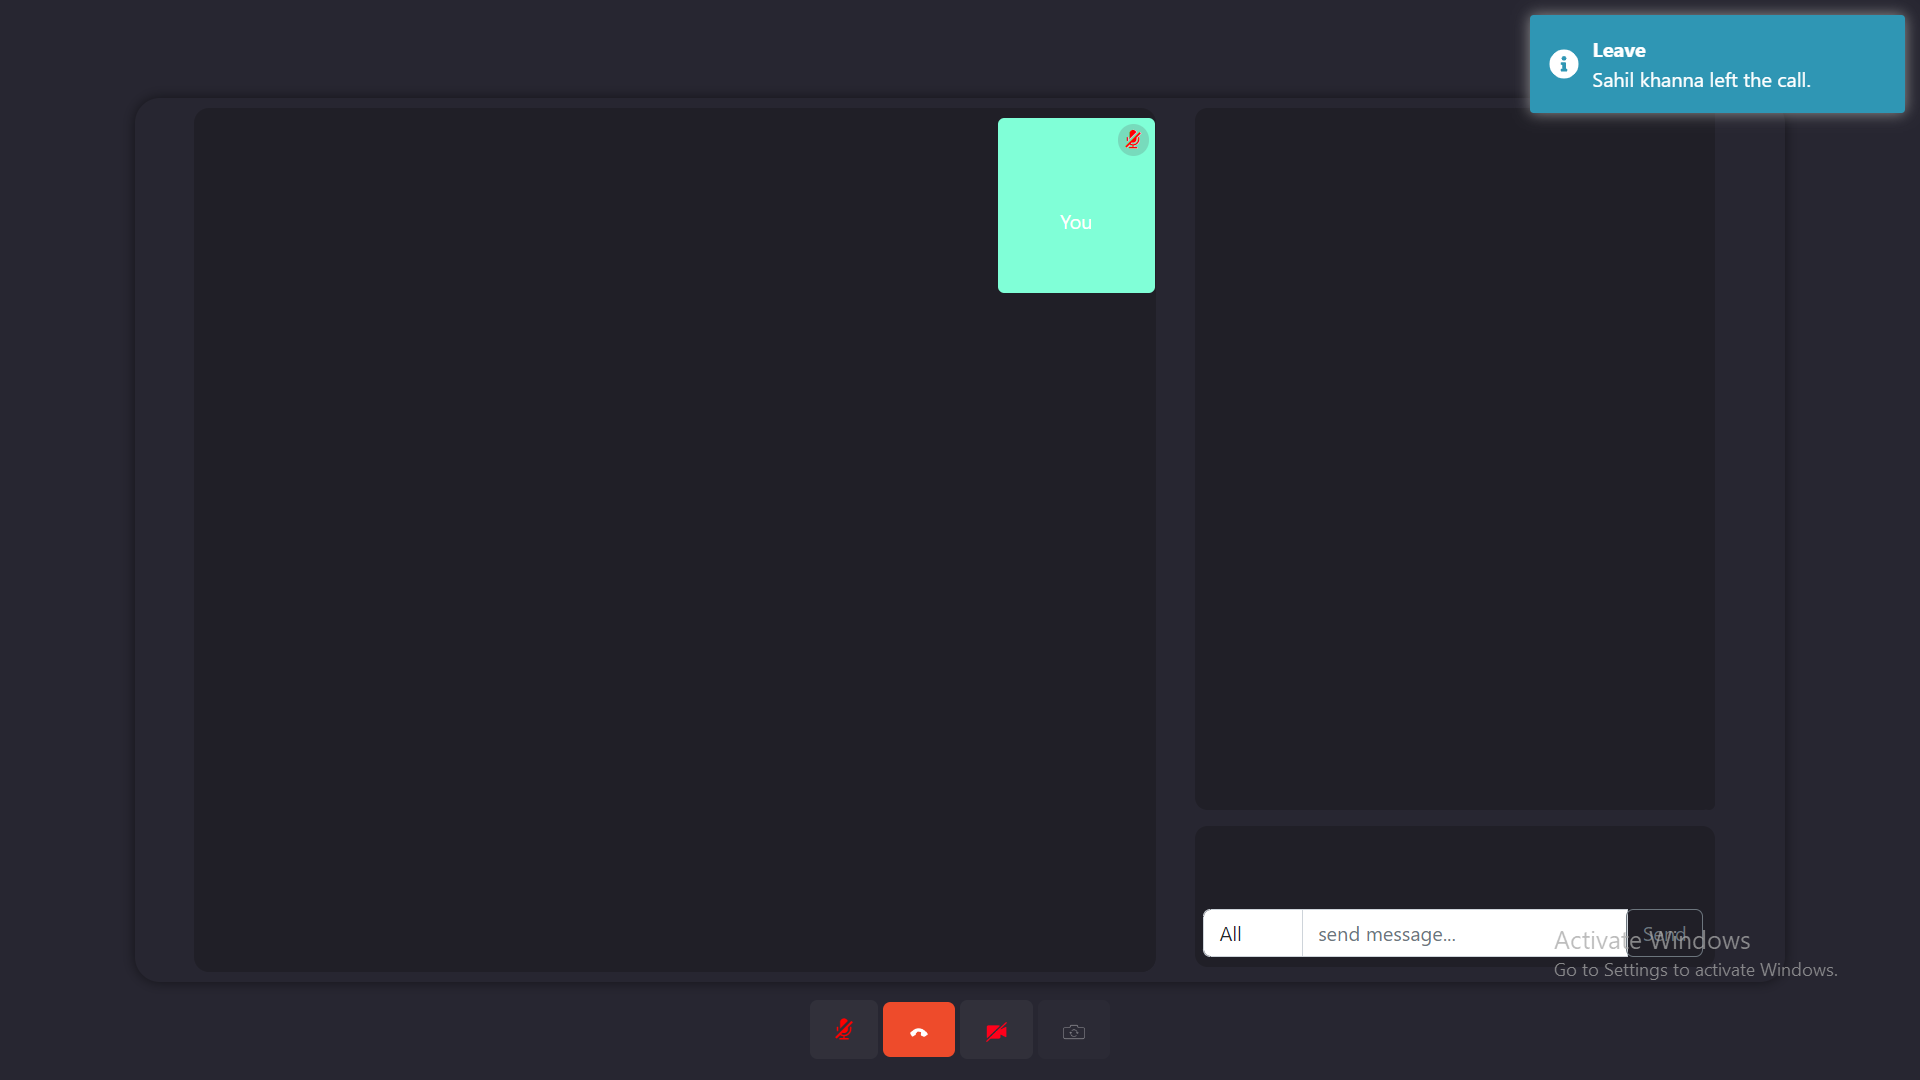 Leave
Sahil khanna left the call.
You
All
send message...
Send
Activate Windows
Go to Settings to activate Windows.